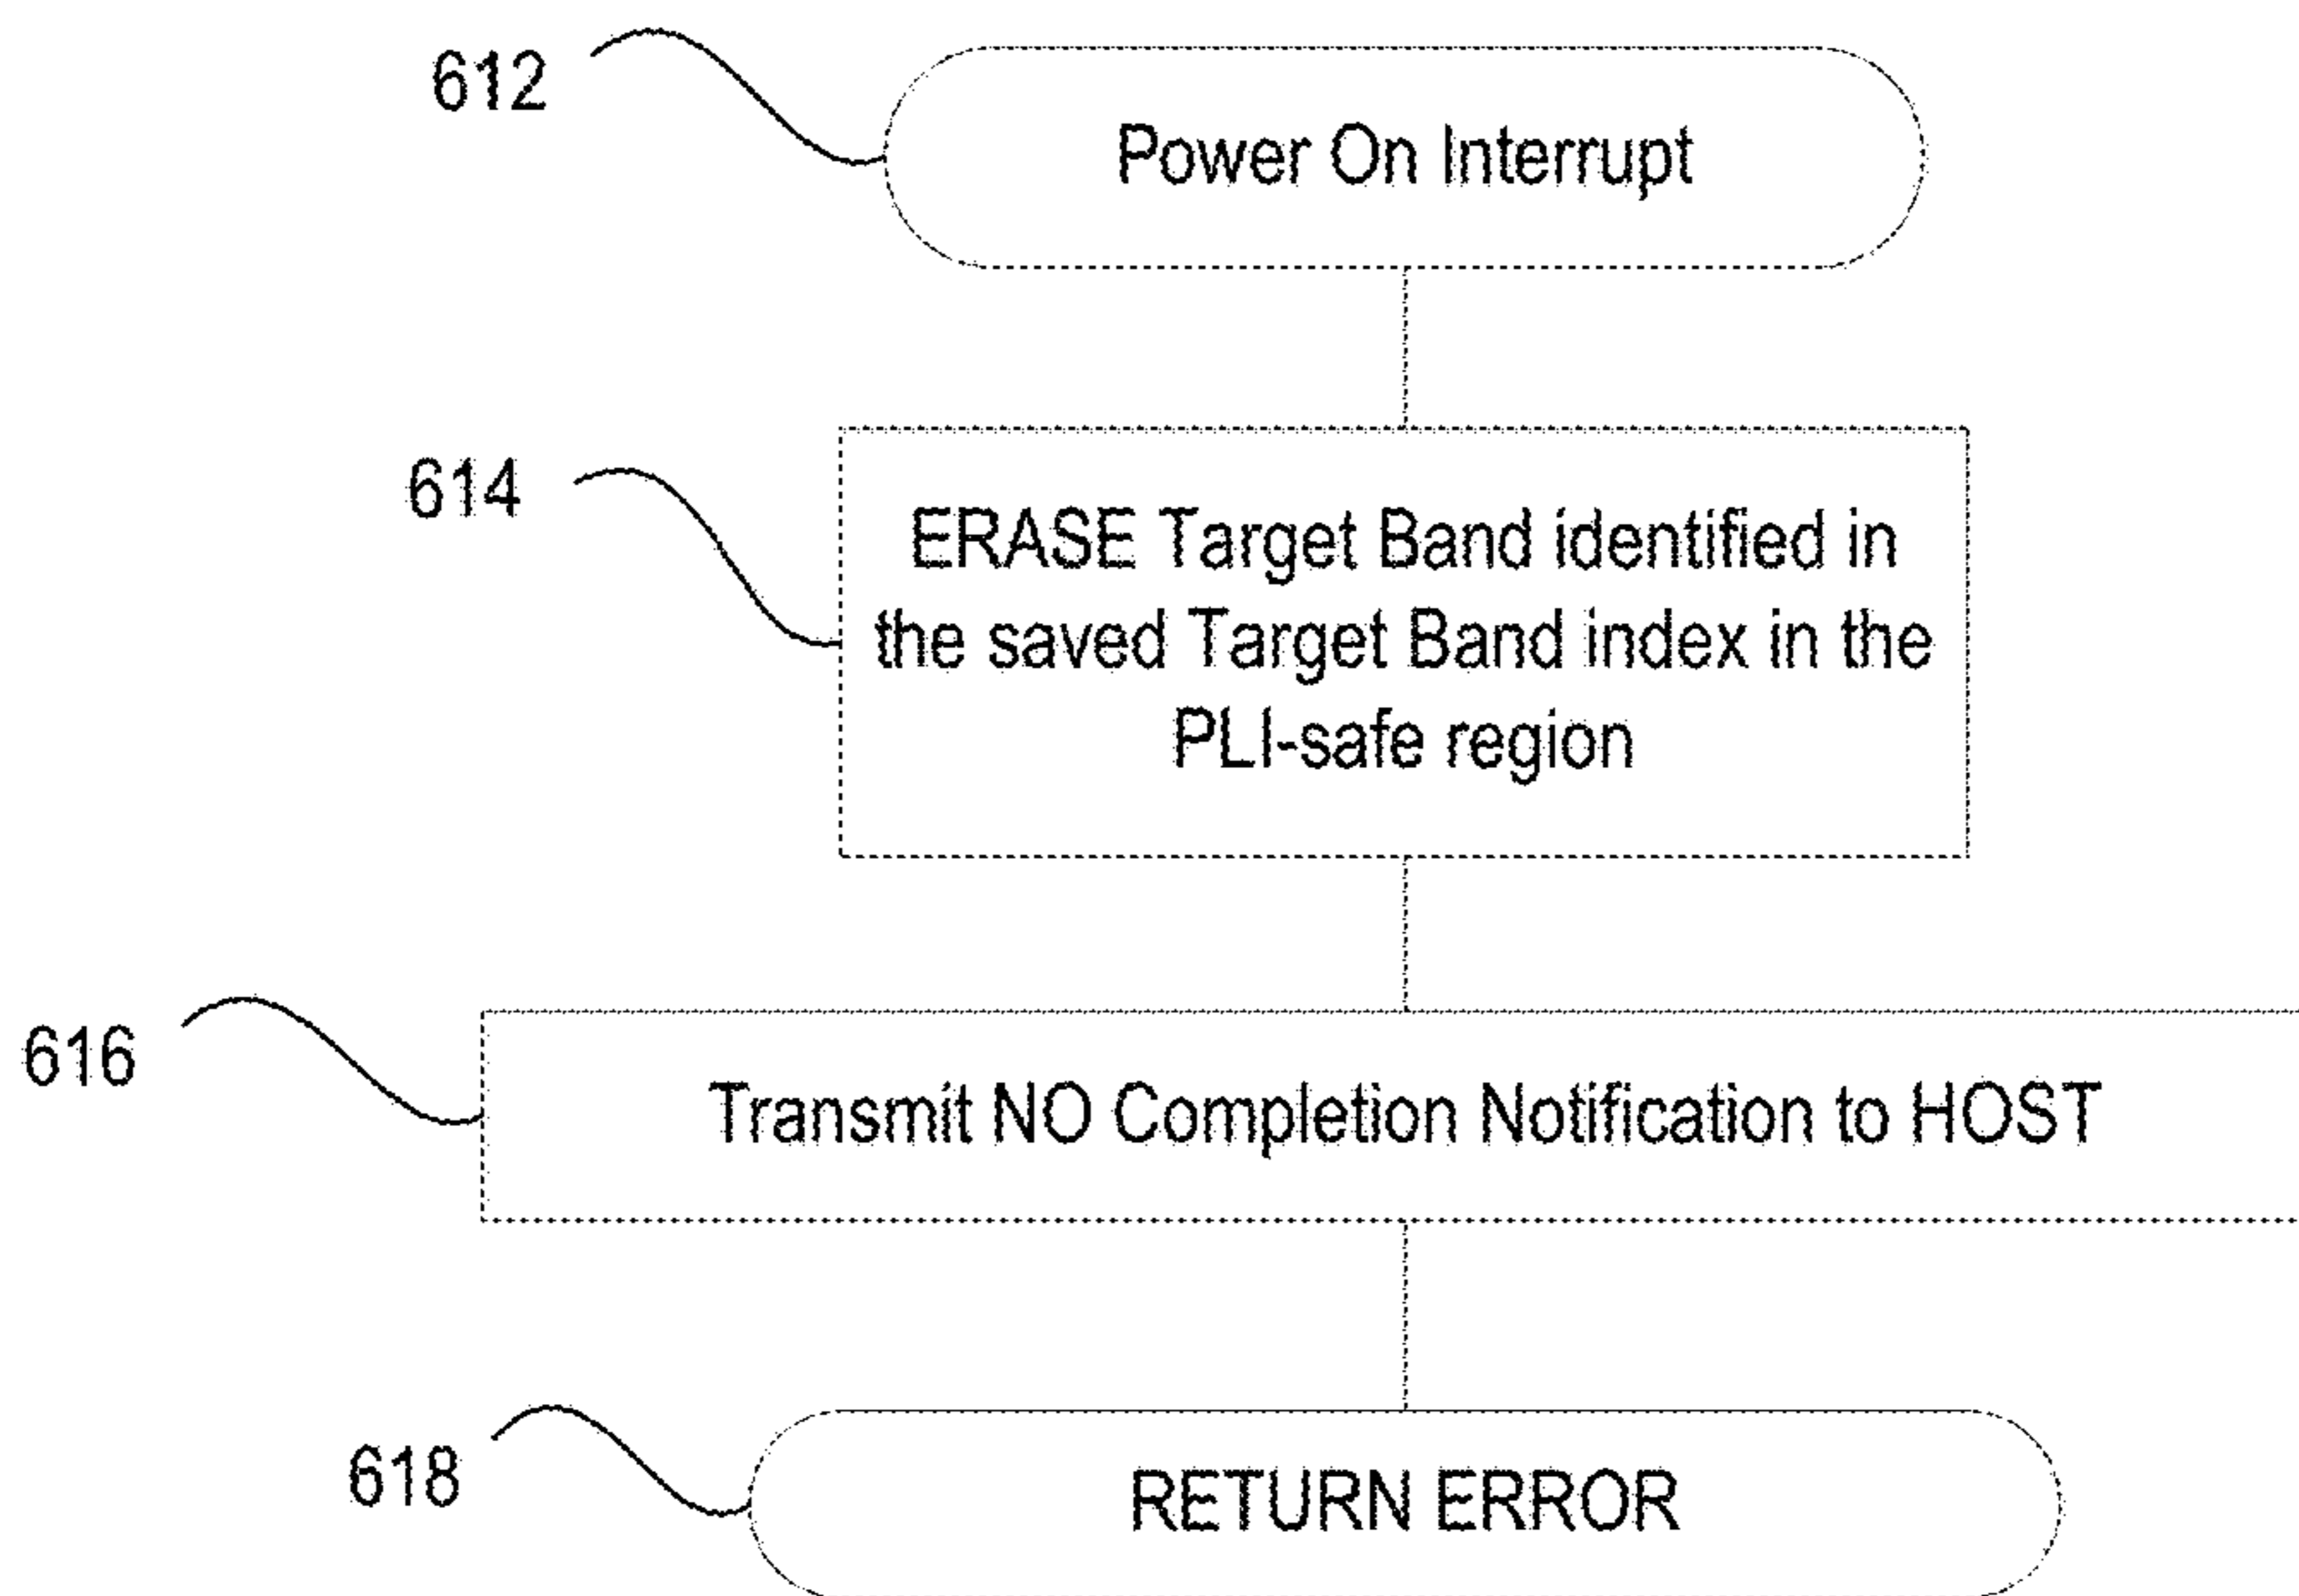 612
Power On Interrupt
614
ERASE Target Band identified in
the saved Target Band index in the
PLI-safe region
616
Transmit NO Completion Notification to HOST
618
RETURN ERROR